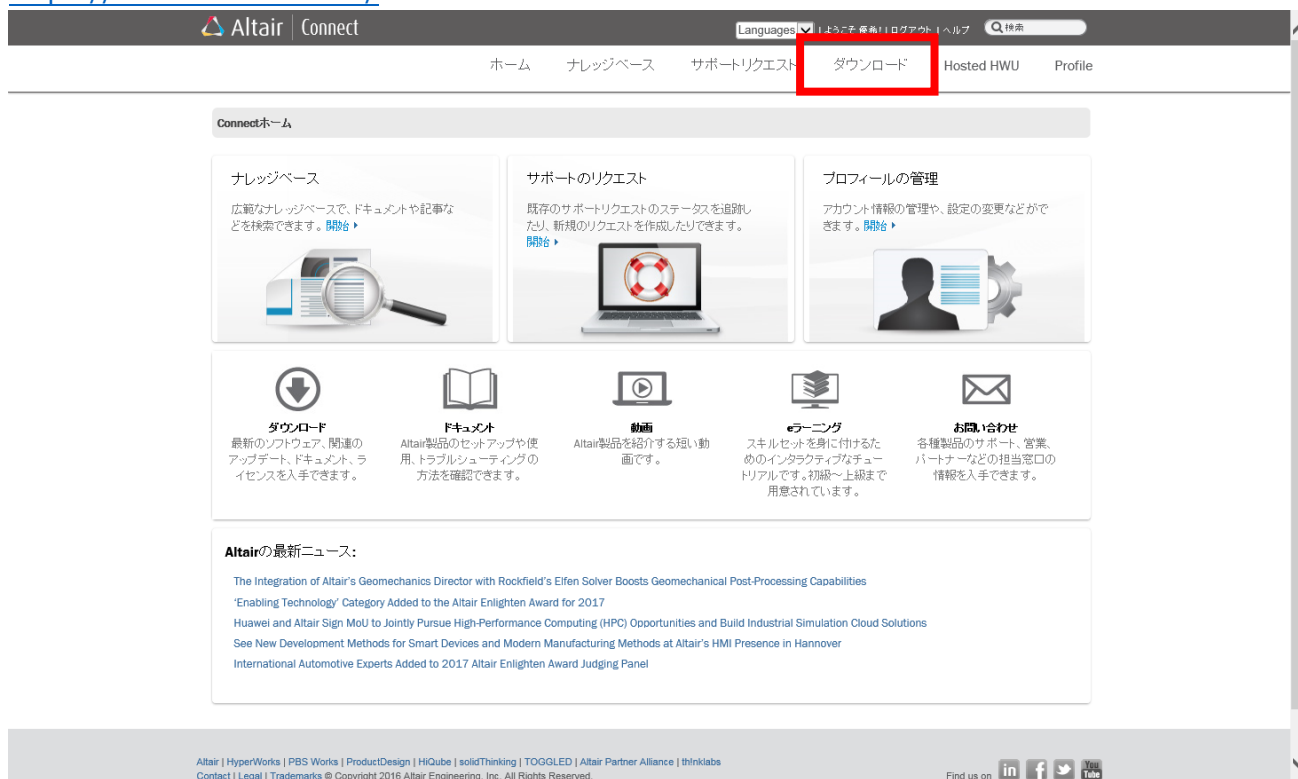 Altair | Connect
Languages | ようこそ 優希! | ログアウト | ヘルプ 検索
ホーム ナレッジベース サポートリクエスト ダウンロード Hosted HWU Profile
Connectホーム
ナレッジベース
広範なナレッジベースで、ドキュメントや記事な
どを検索できます。開始
サポートのリクエスト
既存のサポートリクエストのステータスを追跡し
たり、新規のリクエストを作成したりできます。
開始
プロフィールの管理
アカウント情報の管理や、設定の変更などがで
きます。開始
ダウンロード
最新のソフトウェア、関連の
アップデート、ドキュメント、ラ
イセンスを入手できます。
ドキュメント
Altair製品のセットアップや使
用、トラブルシューティングの
方法を確認できます。
動画
Altair製品を紹介する短い動
画です。
eラーニング
スキルセットを身に付けるた
めのインタラクティブなチュー
トリアルです。初級～上級まで
用意されています。
お問い合わせ
各種製品のサポート、営業、
パートナーなどの担当窓口の
情報を入手できます。
Altairの最新ニュース:
The Integration of Altair's Geomechanics Director with Rockfield's Elfen Solver Boosts Geomechanical Post-Processing Capabilities
'Enabling Technology' Category Added to the Altair Enlighten Award for 2017
Huawei and Altair Sign MoU to Jointly Pursue High-Performance Computing (HPC) Opportunities and Build Industrial Simulation Cloud Solutions
See New Development Methods for Smart Devices and Modern Manufacturing Methods at Altair's HMI Presence in Hannover
International Automotive Experts Added to 2017 Altair Enlighten Award Judging Panel
Altair | HyperWorks | PBS Works | ProductDesign | HiQube | solidThinking | TOGGLED | Altair Partner Alliance | th!nklabs
Contact | Legal | Trademarks © Copyright 2016 Altair Engineering, Inc. All Rights Reserved.
Find us on in f You Tube